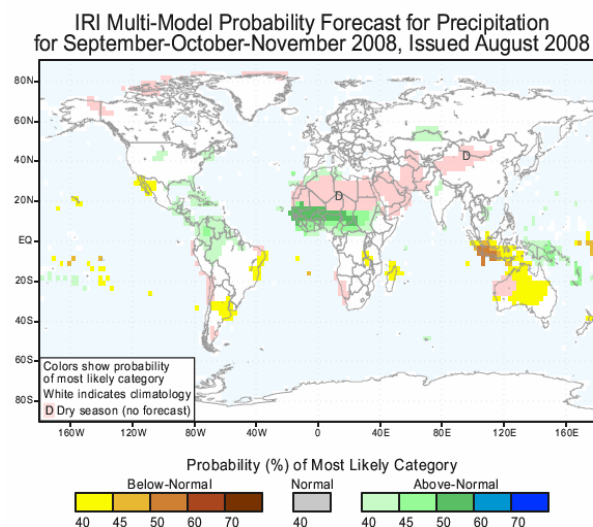 IRI Multi-Model Probability Forecast for Precipitation
for September-October-November 2008, Issued August 2008
80N
60N
40N
20N
EQ
20S
40S
60S
80S
D
D
Colors show probability
of most likely category
White indicates climatology
D Dry season (no forecast)
160W 120W 80W 40W 0 40E 80E 120E 160E
Probability (%) of Most Likely Category
Below-Normal Normal Above-Normal
40 45 50 60 70 40 40 45 50 60 70